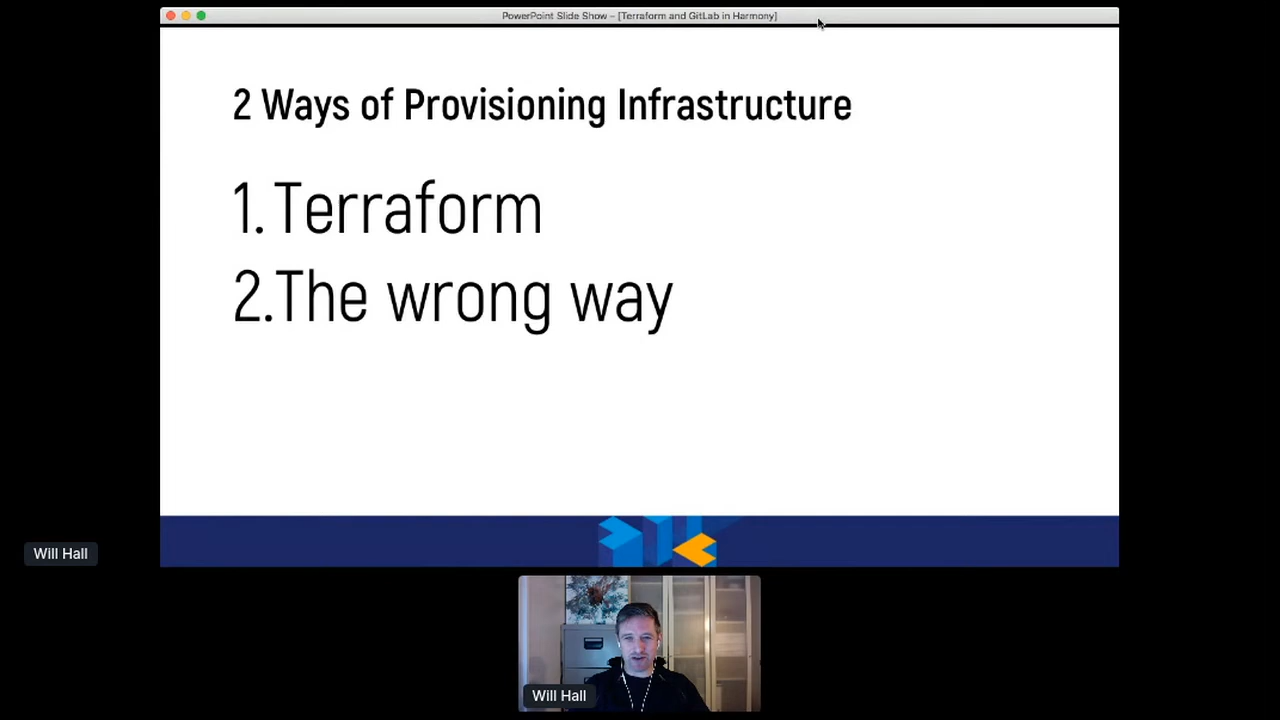 PowerPoint Slide Show – [Terraform and GitLab in Harmony]
2 Ways of Provisioning Infrastructure
1. Terraform
2. The wrong way
Will Hall
Will Hall